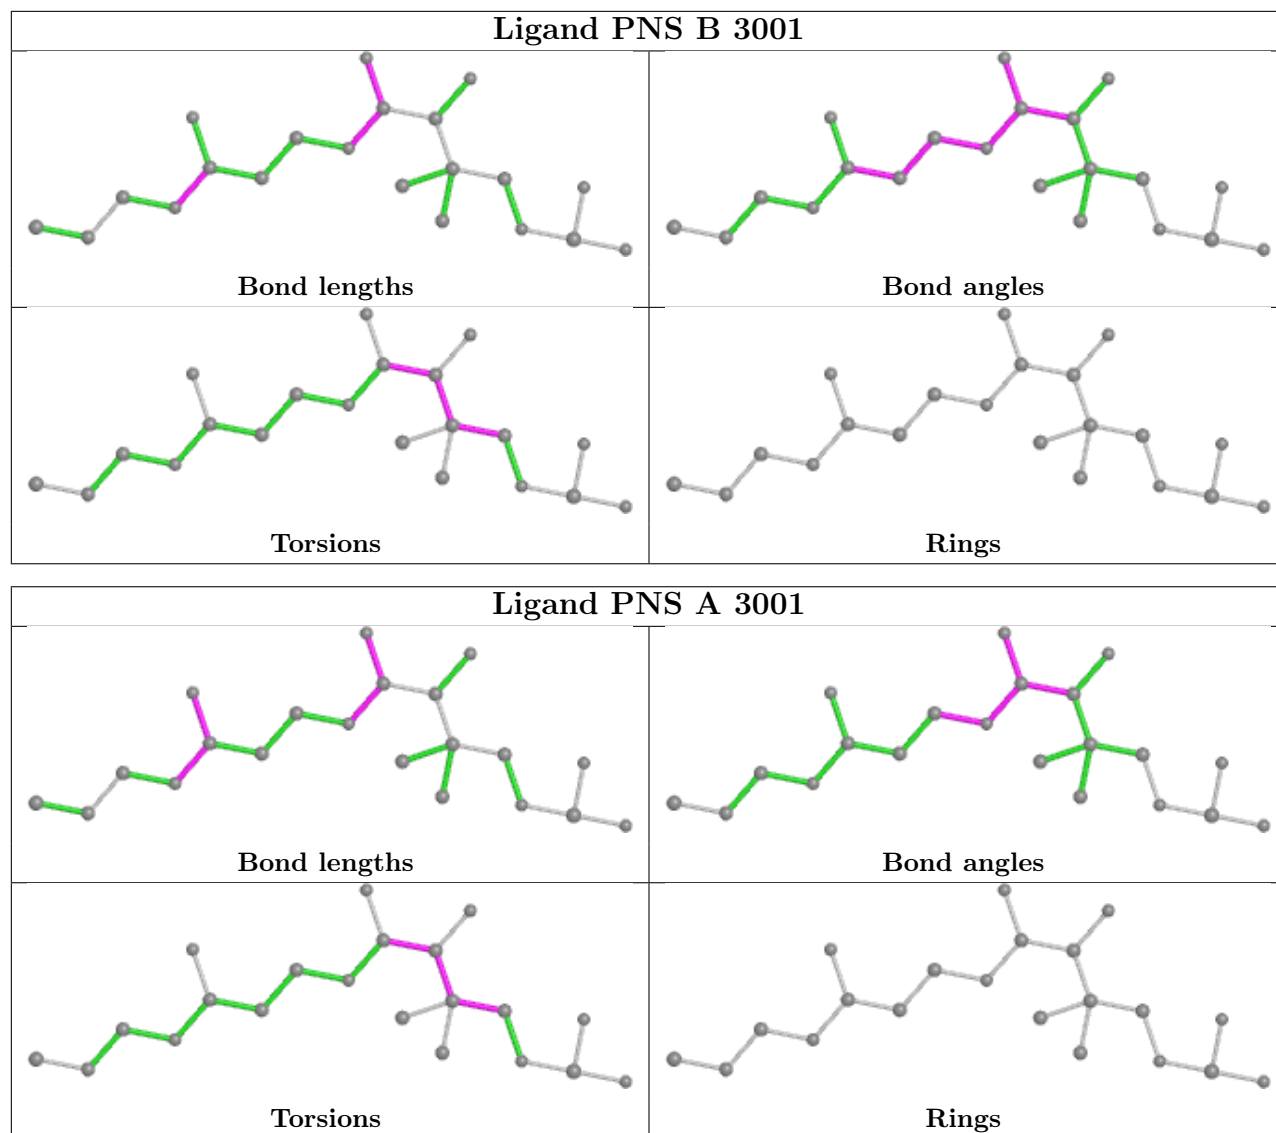 Ligand PNS B 3001
Bond lengths
Bond angles
Torsions
Rings
Ligand PNS A 3001
Bond lengths
Bond angles
Torsions
Rings